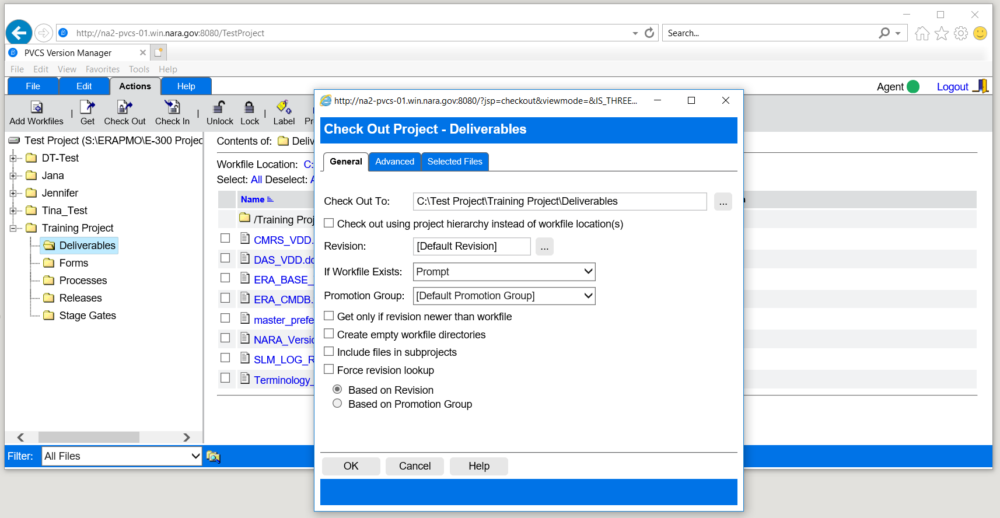 http://na2-pvcs-01.win.nara.gov:8080/TestProject
Search...
PVCS Version Manager
File Edit View Favorites Tools Help
File Edit Actions Help
Agent
Logout
Add Workfiles
Get
Check Out
Check In
Unlock
Lock
Label
Pr
Test Project (S:\ERAPMO\E-300 Projec
DT-Test
Jana
Jennifer
Tina_Test
Training Project
Deliverables
Forms
Processes
Releases
Stage Gates
Contents of: Deliv
Workfile Location: C:
Select: All Deselect: A
Name
/Training Proj
CMRS_VDD.
DAS_VDD.do
ERA_BASE_
ERA_CMDB.
master_prefe
NARA_Versio
SLM_LOG_R
Terminology_
Filter:
All Files
http://na2-pvcs-01.win.nara.gov:8080/?jsp=checkout&viewmode=&IS_THREE...
Check Out Project - Deliverables
General Advanced Selected Files
Check Out To: C:\Test Project\Training Project\Deliverables ...
Check out using project hierarchy instead of workfile location(s)
Revision: [Default Revision] ...
If Workfile Exists: Prompt
Promotion Group: [Default Promotion Group]
Get only if revision newer than workfile
Create empty workfile directories
Include files in subprojects
Force revision lookup
Based on Revision
Based on Promotion Group
OK Cancel Help